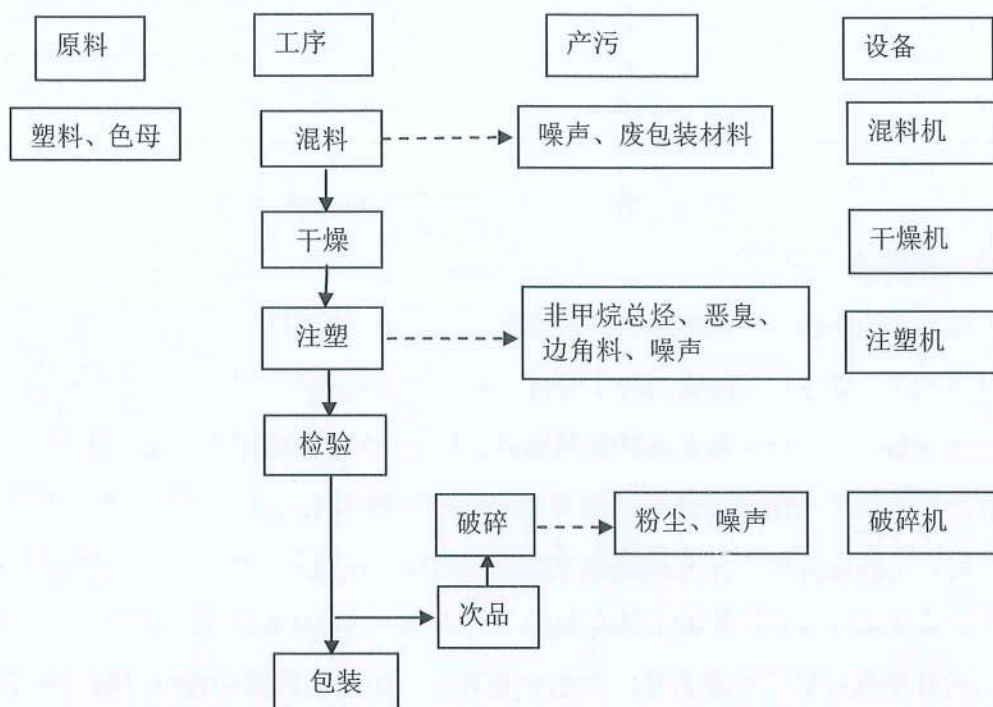 原料
工序
产污
设备
塑料、色母
混料
噪声、废包装材料
混料机
干燥
干燥机
注塑
非甲烷总烃、恶臭、
边角料、噪声
注塑机
检验
破碎
粉尘、噪声
破碎机
次品
包装